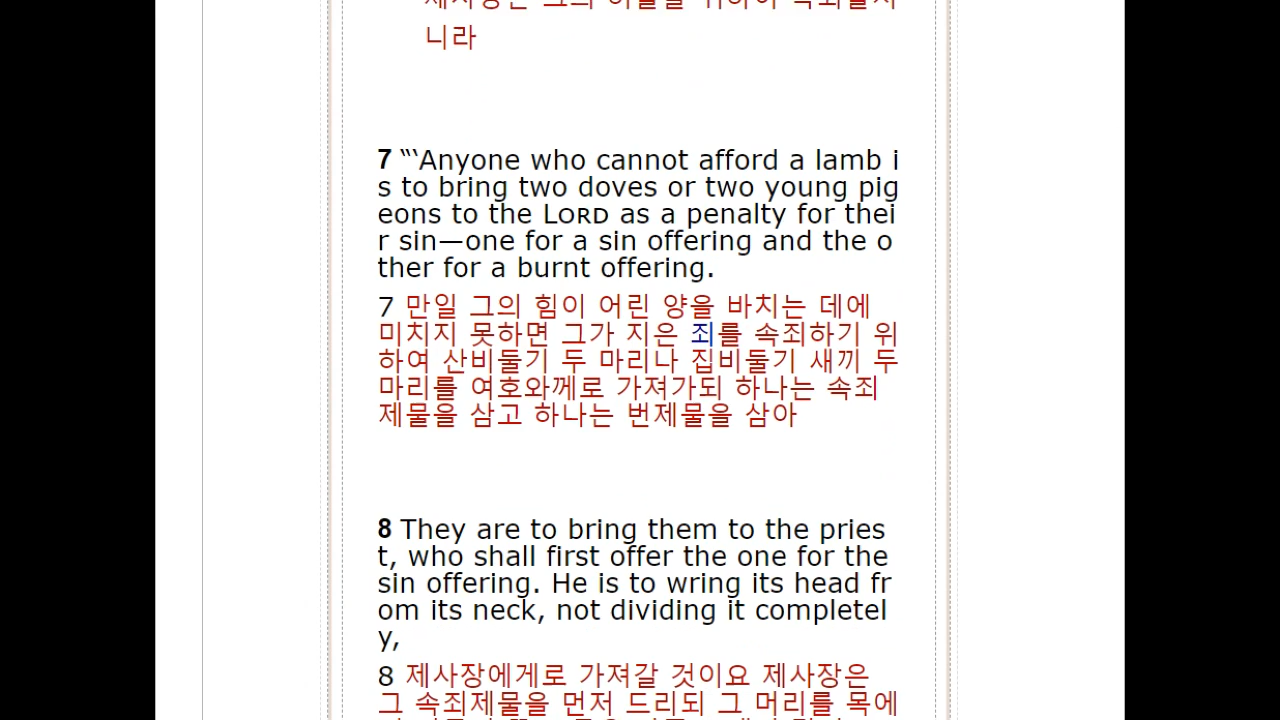 니라
7 “‘Anyone who cannot afford a lamb i
s to bring two doves or two young pig
eons to the LORD as a penalty for thei
r sin—one for a sin offering and the o
ther for a burnt offering.
7 만일 그의 힘이 어린 양을 바치는 데에
미치지 못하면 그가 지은 죄를 속죄하기 위
하여 산비둘기 두 마리나 집비둘기 새끼 두
마리를 여호와께로 가져가되 하나는 속죄
제물을 삼고 하나는 번제물을 삼아
8 They are to bring them to the pries
t, who shall first offer the one for the
sin offering. He is to wring its head fr
om its neck, not dividing it completel
y,
8 제사장에게로 가져갈 것이요 제사장은
그 속죄제물을 먼저 드리되 그 머리를 목에